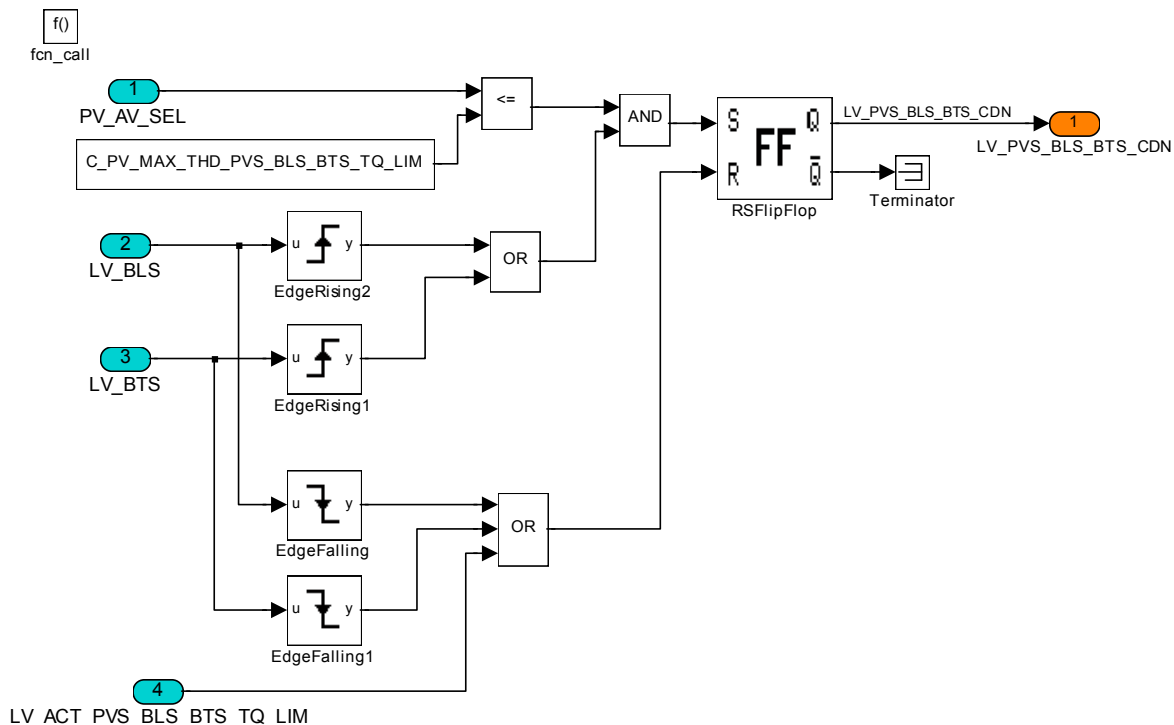 f()
fcn_call
1
PV_AV_SEL
<=
C_PV_MAX_THD_PVS_BLS_BTS_TQ_LIM
AND
S Q
FF
R Q̅
RSFlipFlop
LV_PVS_BLS_BTS_CDN
1
LV_PVS_BLS_BTS_CDN
Terminator
2
LV_BLS
u y
EdgeRising2
OR
3
LV_BTS
u y
EdgeRising1
u y
EdgeFalling
OR
u y
EdgeFalling1
4
LV_ACT_PVS_BLS_BTS_TQ_LIM